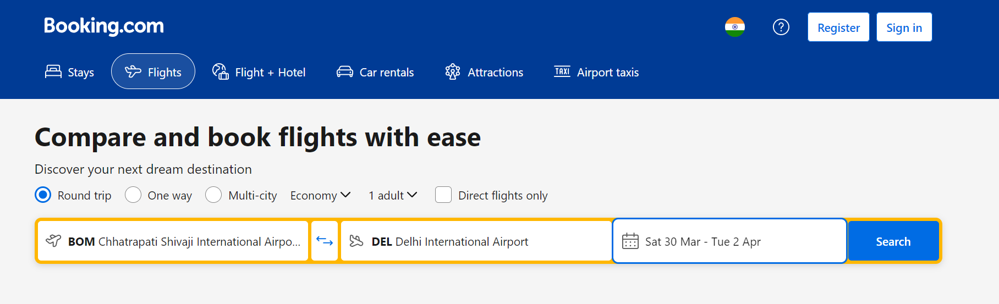 Booking.com
?
Register
Sign in
Stays
Flights
Flight + Hotel
Car rentals
Attractions
TAXI
Airport taxis
Compare and book flights with ease
Discover your next dream destination
Round trip
One way
Multi-city
Economy
1 adult
Direct flights only
BOM Chhatrapati Shivaji International Airpo...
DEL Delhi International Airport
Sat 30 Mar - Tue 2 Apr
Search